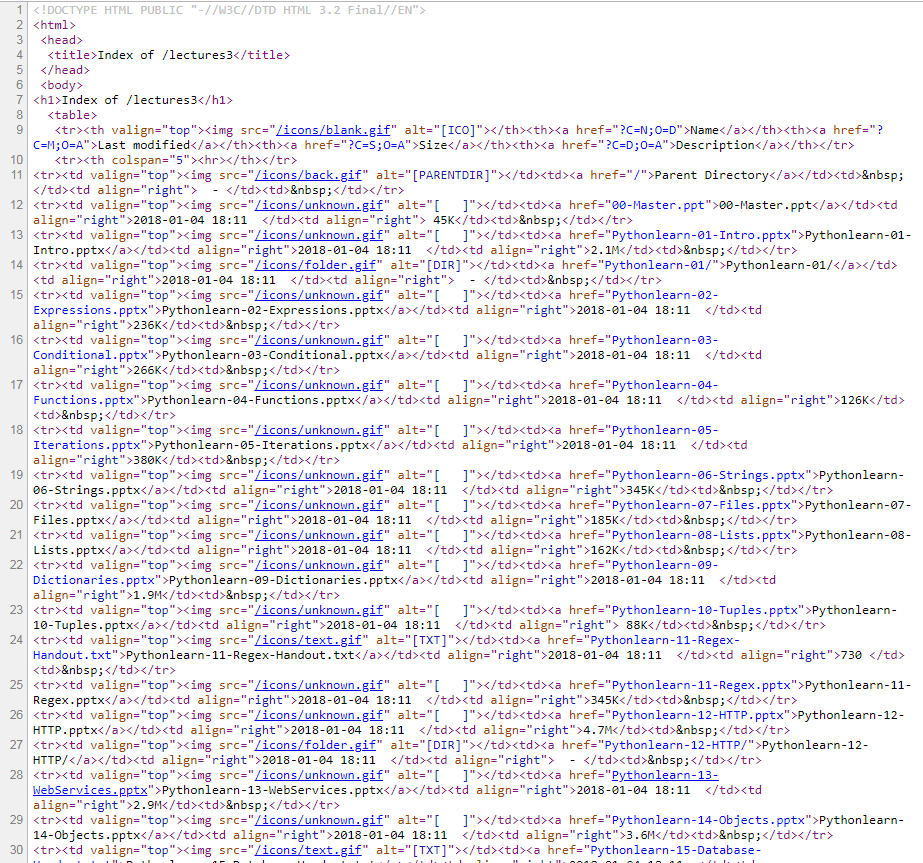 1 <!DOCTYPE HTML PUBLIC "-//W3C//DTD HTML 3.2 Final//EN">
2 <html>
3 <head>
4 <title>Index of /lectures3</title>
5 </head>
6 <body>
7 <h1>Index of /lectures3</h1>
8 <table>
9 <tr><th valign="top"><img src="/icons/blank.gif" alt="[ICO]"></th><th><a href="?C=N;O=D">Name</a></th><th><a href="?
C=M;O=A">Last modified</a></th><th><a href="?C=S;O=A">Size</a></th><th><a href="?C=D;O=A">Description</a></th></tr>
10 <tr><th colspan="5"><hr></th></tr>
11 <tr><td valign="top"><img src="/icons/back.gif" alt="[PARENTDIR]"></td><td><a href="/">Parent Directory</a></td><td>&nbsp;
</td><td align="right">  - </td><td>&nbsp;</td></tr>
12 <tr><td valign="top"><img src="/icons/unknown.gif" alt="[   ]"></td><td><a href="00-Master.ppt">00-Master.ppt</a></td><td
align="right">2018-01-04 18:11  </td><td align="right"> 45K</td><td>&nbsp;</td></tr>
13 <tr><td valign="top"><img src="/icons/unknown.gif" alt="[   ]"></td><td><a href="Pythonlearn-01-Intro.pptx">Pythonlearn-01-
Intro.pptx</a></td><td align="right">2018-01-04 18:11  </td><td align="right">2.1M</td><td>&nbsp;</td></tr>
14 <tr><td valign="top"><img src="/icons/folder.gif" alt="[DIR]"></td><td><a href="Pythonlearn-01/">Pythonlearn-01/</a></td>
<td align="right">2018-01-04 18:11  </td><td align="right">  - </td><td>&nbsp;</td></tr>
15 <tr><td valign="top"><img src="/icons/unknown.gif" alt="[   ]"></td><td><a href="Pythonlearn-02-
Expressions.pptx">Pythonlearn-02-Expressions.pptx</a></td><td align="right">2018-01-04 18:11  </td><td
align="right">236K</td><td>&nbsp;</td></tr>
16 <tr><td valign="top"><img src="/icons/unknown.gif" alt="[   ]"></td><td><a href="Pythonlearn-03-
Conditional.pptx">Pythonlearn-03-Conditional.pptx</a></td><td align="right">2018-01-04 18:11  </td><td
align="right">266K</td><td>&nbsp;</td></tr>
17 <tr><td valign="top"><img src="/icons/unknown.gif" alt="[   ]"></td><td><a href="Pythonlearn-04-
Functions.pptx">Pythonlearn-04-Functions.pptx</a></td><td align="right">2018-01-04 18:11  </td><td align="right">126K</td>
<td>&nbsp;</td></tr>
18 <tr><td valign="top"><img src="/icons/unknown.gif" alt="[   ]"></td><td><a href="Pythonlearn-05-
Iterations.pptx">Pythonlearn-05-Iterations.pptx</a></td><td align="right">2018-01-04 18:11  </td><td
align="right">380K</td><td>&nbsp;</td></tr>
19 <tr><td valign="top"><img src="/icons/unknown.gif" alt="[   ]"></td><td><a href="Pythonlearn-06-Strings.pptx">Pythonlearn-
06-Strings.pptx</a></td><td align="right">2018-01-04 18:11  </td><td align="right">345K</td><td>&nbsp;</td></tr>
20 <tr><td valign="top"><img src="/icons/unknown.gif" alt="[   ]"></td><td><a href="Pythonlearn-07-Files.pptx">Pythonlearn-07-
Files.pptx</a></td><td align="right">2018-01-04 18:11  </td><td align="right">185K</td><td>&nbsp;</td></tr>
21 <tr><td valign="top"><img src="/icons/unknown.gif" alt="[   ]"></td><td><a href="Pythonlearn-08-Lists.pptx">Pythonlearn-08-
Lists.pptx</a></td><td align="right">2018-01-04 18:11  </td><td align="right">162K</td><td>&nbsp;</td></tr>
22 <tr><td valign="top"><img src="/icons/unknown.gif" alt="[   ]"></td><td><a href="Pythonlearn-09-
Dictionaries.pptx">Pythonlearn-09-Dictionaries.pptx</a></td><td align="right">2018-01-04 18:11  </td><td
align="right">1.9M</td><td>&nbsp;</td></tr>
23 <tr><td valign="top"><img src="/icons/unknown.gif" alt="[   ]"></td><td><a href="Pythonlearn-10-Tuples.pptx">Pythonlearn-
10-Tuples.pptx</a></td><td align="right">2018-01-04 18:11  </td><td align="right"> 88K</td><td>&nbsp;</td></tr>
24 <tr><td valign="top"><img src="/icons/text.gif" alt="[TXT]"></td><td><a href="Pythonlearn-11-Regex-
Handout.txt">Pythonlearn-11-Regex-Handout.txt</a></td><td align="right">2018-01-04 18:11  </td><td align="right">730 </td>
<td>&nbsp;</td></tr>
25 <tr><td valign="top"><img src="/icons/unknown.gif" alt="[   ]"></td><td><a href="Pythonlearn-11-Regex.pptx">Pythonlearn-11-
Regex.pptx</a></td><td align="right">2018-01-04 18:11  </td><td align="right">345K</td><td>&nbsp;</td></tr>
26 <tr><td valign="top"><img src="/icons/unknown.gif" alt="[   ]"></td><td><a href="Pythonlearn-12-HTTP.pptx">Pythonlearn-12-
HTTP.pptx</a></td><td align="right">2018-01-04 18:11  </td><td align="right">4.7M</td><td>&nbsp;</td></tr>
27 <tr><td valign="top"><img src="/icons/folder.gif" alt="[DIR]"></td><td><a href="Pythonlearn-12-HTTP/">Pythonlearn-12-
HTTP/</a></td><td align="right">2018-01-04 18:11  </td><td align="right">  - </td><td>&nbsp;</td></tr>
28 <tr><td valign="top"><img src="/icons/unknown.gif" alt="[   ]"></td><td><a href="Pythonlearn-13-
WebServices.pptx">Pythonlearn-13-WebServices.pptx</a></td><td align="right">2018-01-04 18:11  </td><td
align="right">2.9M</td><td>&nbsp;</td></tr>
29 <tr><td valign="top"><img src="/icons/unknown.gif" alt="[   ]"></td><td><a href="Pythonlearn-14-Objects.pptx">Pythonlearn-
14-Objects.pptx</a></td><td align="right">2018-01-04 18:11  </td><td align="right">3.6M</td><td>&nbsp;</td></tr>
30 <tr><td valign="top"><img src="/icons/text.gif" alt="[TXT]"></td><td><a href="Pythonlearn-15-Database-